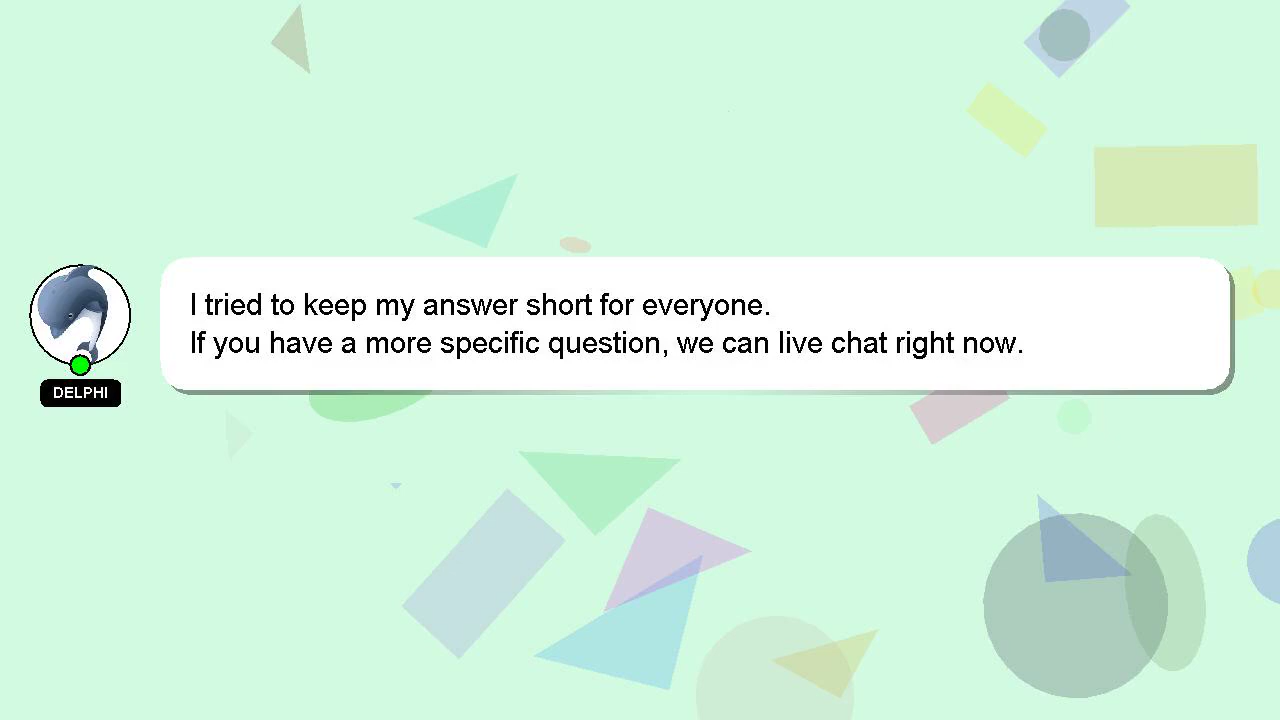 I tried to keep my answer short for everyone.
If you have a more specific question, we can live chat right now.
DELPHI